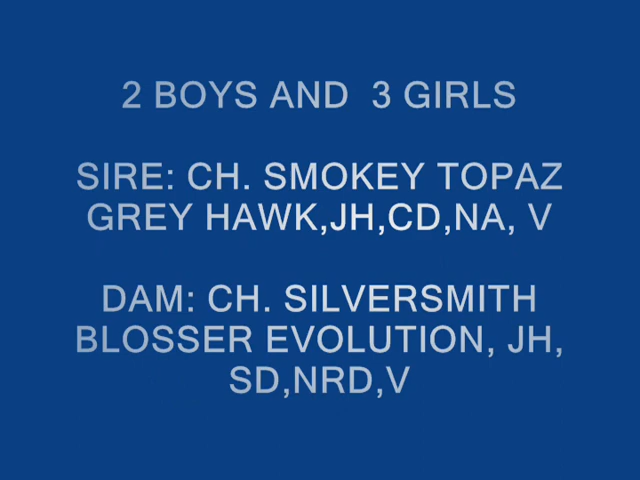 2 BOYS AND  3 GIRLS
SIRE: CH. SMOKEY TOPAZ
GREY HAWK,JH,CD,NA, V
DAM: CH. SILVERSMITH
BLOSSER EVOLUTION, JH,
SD,NRD,V